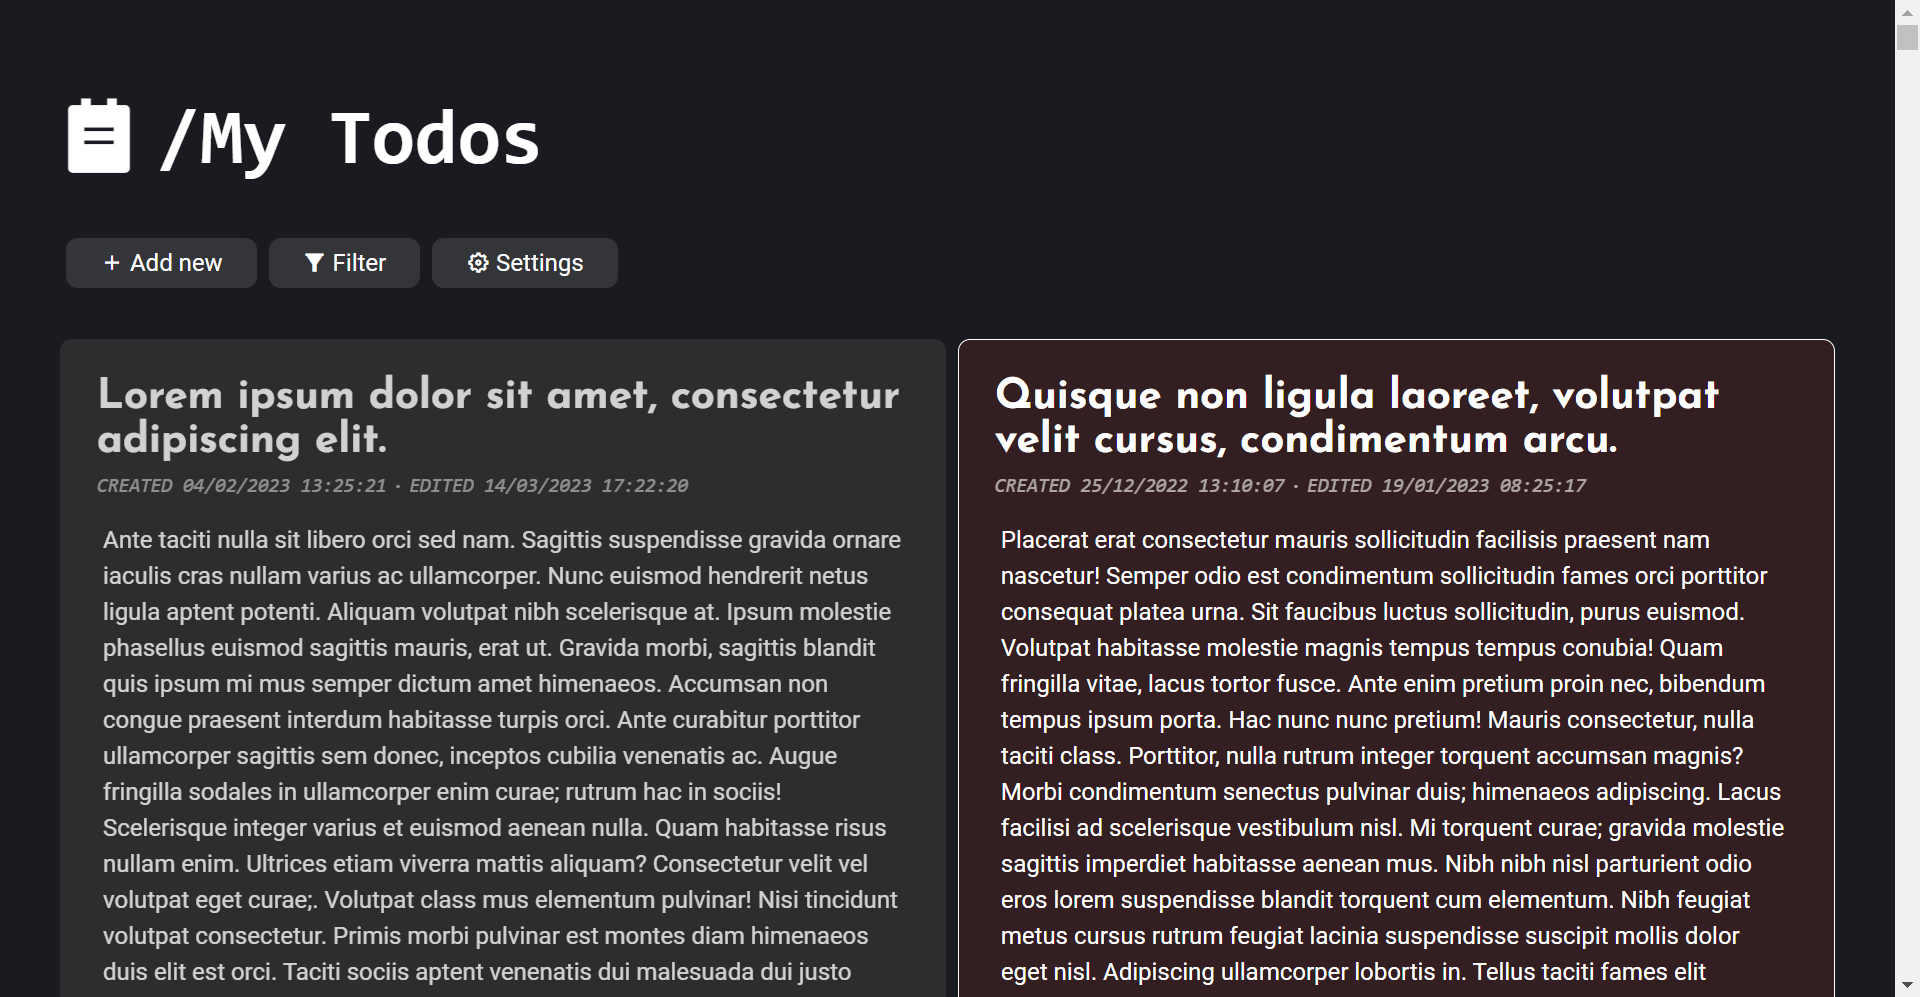 /My Todos
+ Add new
Filter
Settings
Lorem ipsum dolor sit amet, consectetur
adipiscing elit.
CREATED 04/02/2023 13:25:21 · EDITED 14/03/2023 17:22:20
Ante taciti nulla sit libero orci sed nam. Sagittis suspendisse gravida ornare
iaculis cras nullam varius ac ullamcorper. Nunc euismod hendrerit netus
ligula aptent potenti. Aliquam volutpat nibh scelerisque at. Ipsum molestie
phasellus euismod sagittis mauris, erat ut. Gravida morbi, sagittis blandit
quis ipsum mi mus semper dictum amet himenaeos. Accumsan non
congue praesent interdum habitasse turpis orci. Ante curabitur porttitor
ullamcorper sagittis sem donec, inceptos cubilia venenatis ac. Augue
fringilla sodales in ullamcorper enim curae; rutrum hac in sociis!
Scelerisque integer varius et euismod aenean nulla. Quam habitasse risus
nullam enim. Ultrices etiam viverra mattis aliquam? Consectetur velit vel
volutpat eget curae;. Volutpat class mus elementum pulvinar! Nisi tincidunt
volutpat consectetur. Primis morbi pulvinar est montes diam himenaeos
duis elit est orci. Taciti sociis aptent venenatis dui malesuada dui justo
Quisque non ligula laoreet, volutpat
velit cursus, condimentum arcu.
CREATED 25/12/2022 13:10:07 · EDITED 19/01/2023 08:25:17
Placerat erat consectetur mauris sollicitudin facilisis praesent nam
nascetur! Semper odio est condimentum sollicitudin fames orci porttitor
consequat platea urna. Sit faucibus luctus sollicitudin, purus euismod.
Volutpat habitasse molestie magnis tempus tempus conubia! Quam
fringilla vitae, lacus tortor fusce. Ante enim pretium proin nec, bibendum
tempus ipsum porta. Hac nunc nunc pretium! Mauris consectetur, nulla
taciti class. Porttitor, nulla rutrum integer torquent accumsan magnis?
Morbi condimentum senectus pulvinar duis; himenaeos adipiscing. Lacus
facilisi ad scelerisque vestibulum nisl. Mi torquent curae; gravida molestie
sagittis imperdiet habitasse aenean mus. Nibh nibh nisl parturient odio
eros lorem suspendisse blandit torquent cum elementum. Nibh feugiat
metus cursus rutrum feugiat lacinia suspendisse suscipit mollis dolor
eget nisl. Adipiscing ullamcorper lobortis in. Tellus taciti fames elit